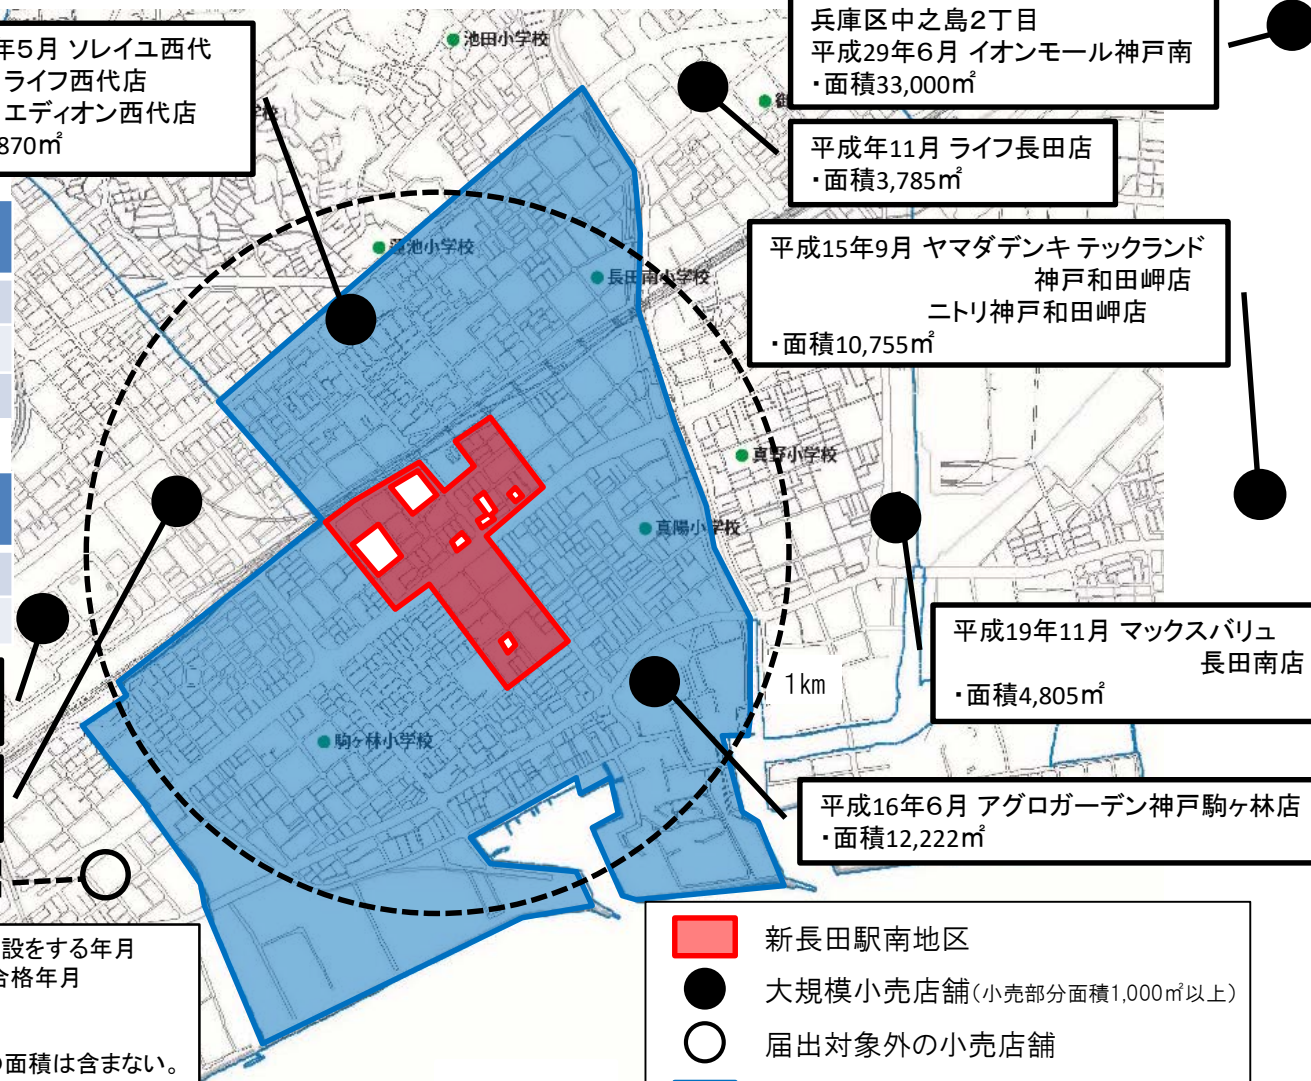 年5月 ソレイユ西代
ライフ西代店
エディオン西代店
870㎡
池田小学校
兵庫区中之島2丁目
平成29年6月 イオンモール神戸南
・面積33,000㎡
平成年11月 ライフ長田店
・面積3,785㎡
平成15年9月 ヤマダデンキ テックランド
神戸和田岬店
ニトリ神戸和田岬店
・面積10,755㎡
蓮池小学校
長田南小学校
真野小学校
真陽小学校
駒ヶ林小学校
1km
平成19年11月 マックスバリュ
長田南店
・面積4,805㎡
平成16年6月 アグロガーデン神戸駒ヶ林店
・面積12,222㎡
設をする年月
合格年月
の面積は含まない。
新長田駅南地区
大規模小売店舗(小売部分面積1,000㎡以上)
届出対象外の小売店舗